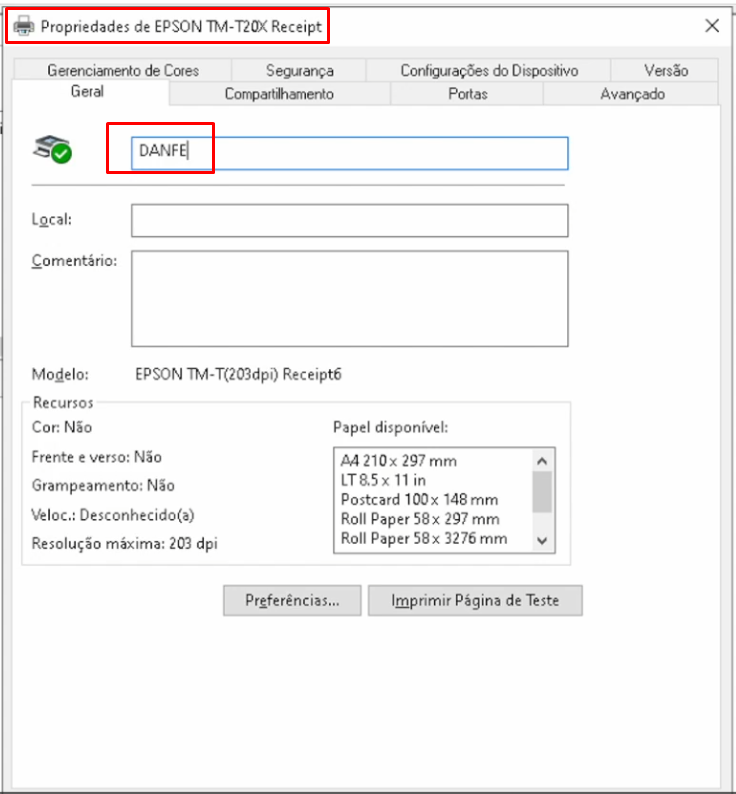 Propriedades de EPSON TM-T20X Receipt
Gerenciamento de Cores Segurança Configurações do Dispositivo Versão
Geral Compartilhamento Portas Avançado
DANFE
Local:
Comentário:
Modelo: EPSON TM-T(203dpi) Receipt6
Recursos
Cor: Não
Frente e verso: Não
Grampeamento: Não
Veloc.: Desconhecido(a)
Resolução máxima: 203 dpi
Papel disponível:
A4 210 x 297 mm
LT 8.5 x 11 in
Postcard 100 x 148 mm
Roll Paper 58 x 297 mm
Roll Paper 58 x 3276 mm
Preferências... Imprimir Página de Teste